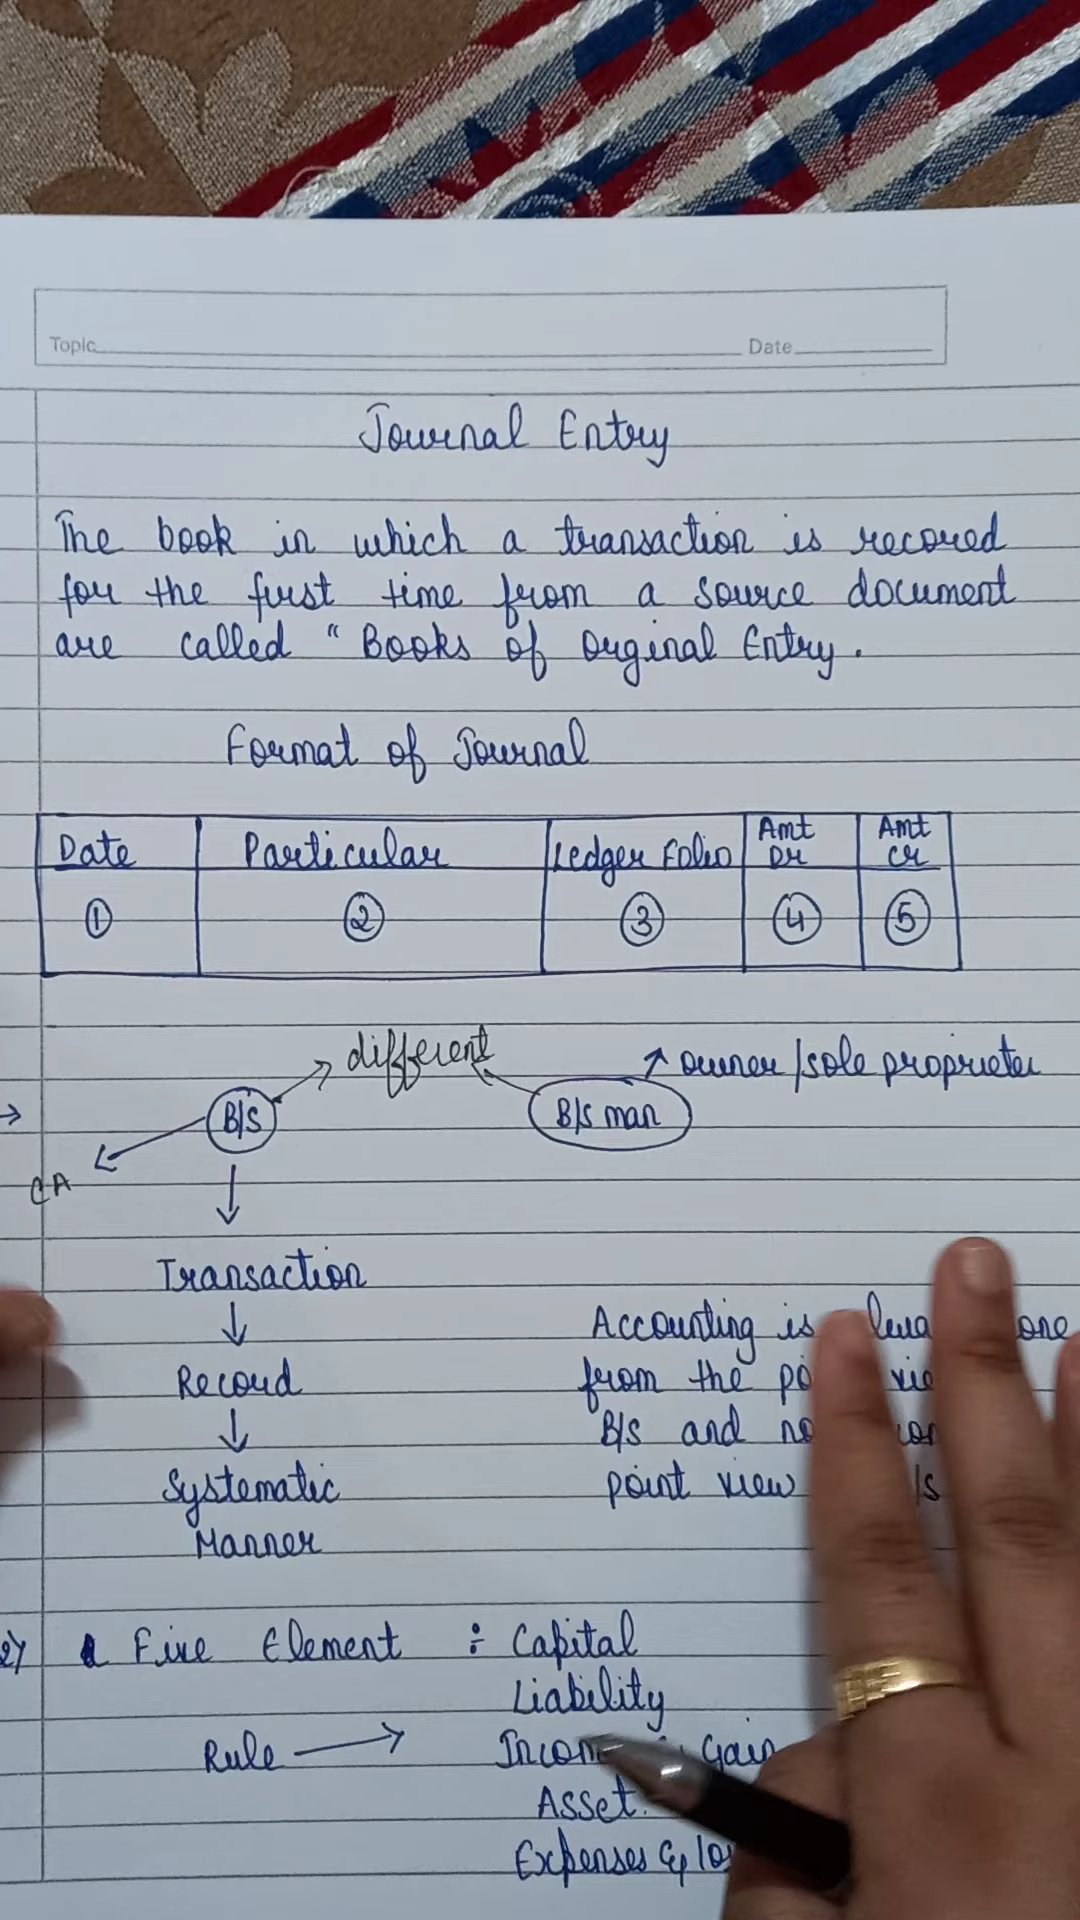 Topic Date
Journal Entry
The book in which a transaction is recored
for the first time from a source document
are called " Books of Orginal Entry.
Format of Journal
Date Particular Ledger Folio Amt Dr Amt Cr
① ② ③ ④ ⑤
different
↗ owner/sole proprieter
→ B/S B/S man
CA
Transaction
Record
Systematic
Manner
Accounting is
from the
B/S and
point view
2) Five Element : Capital
Liability
Rule → Gain
Asset.
Expenses &